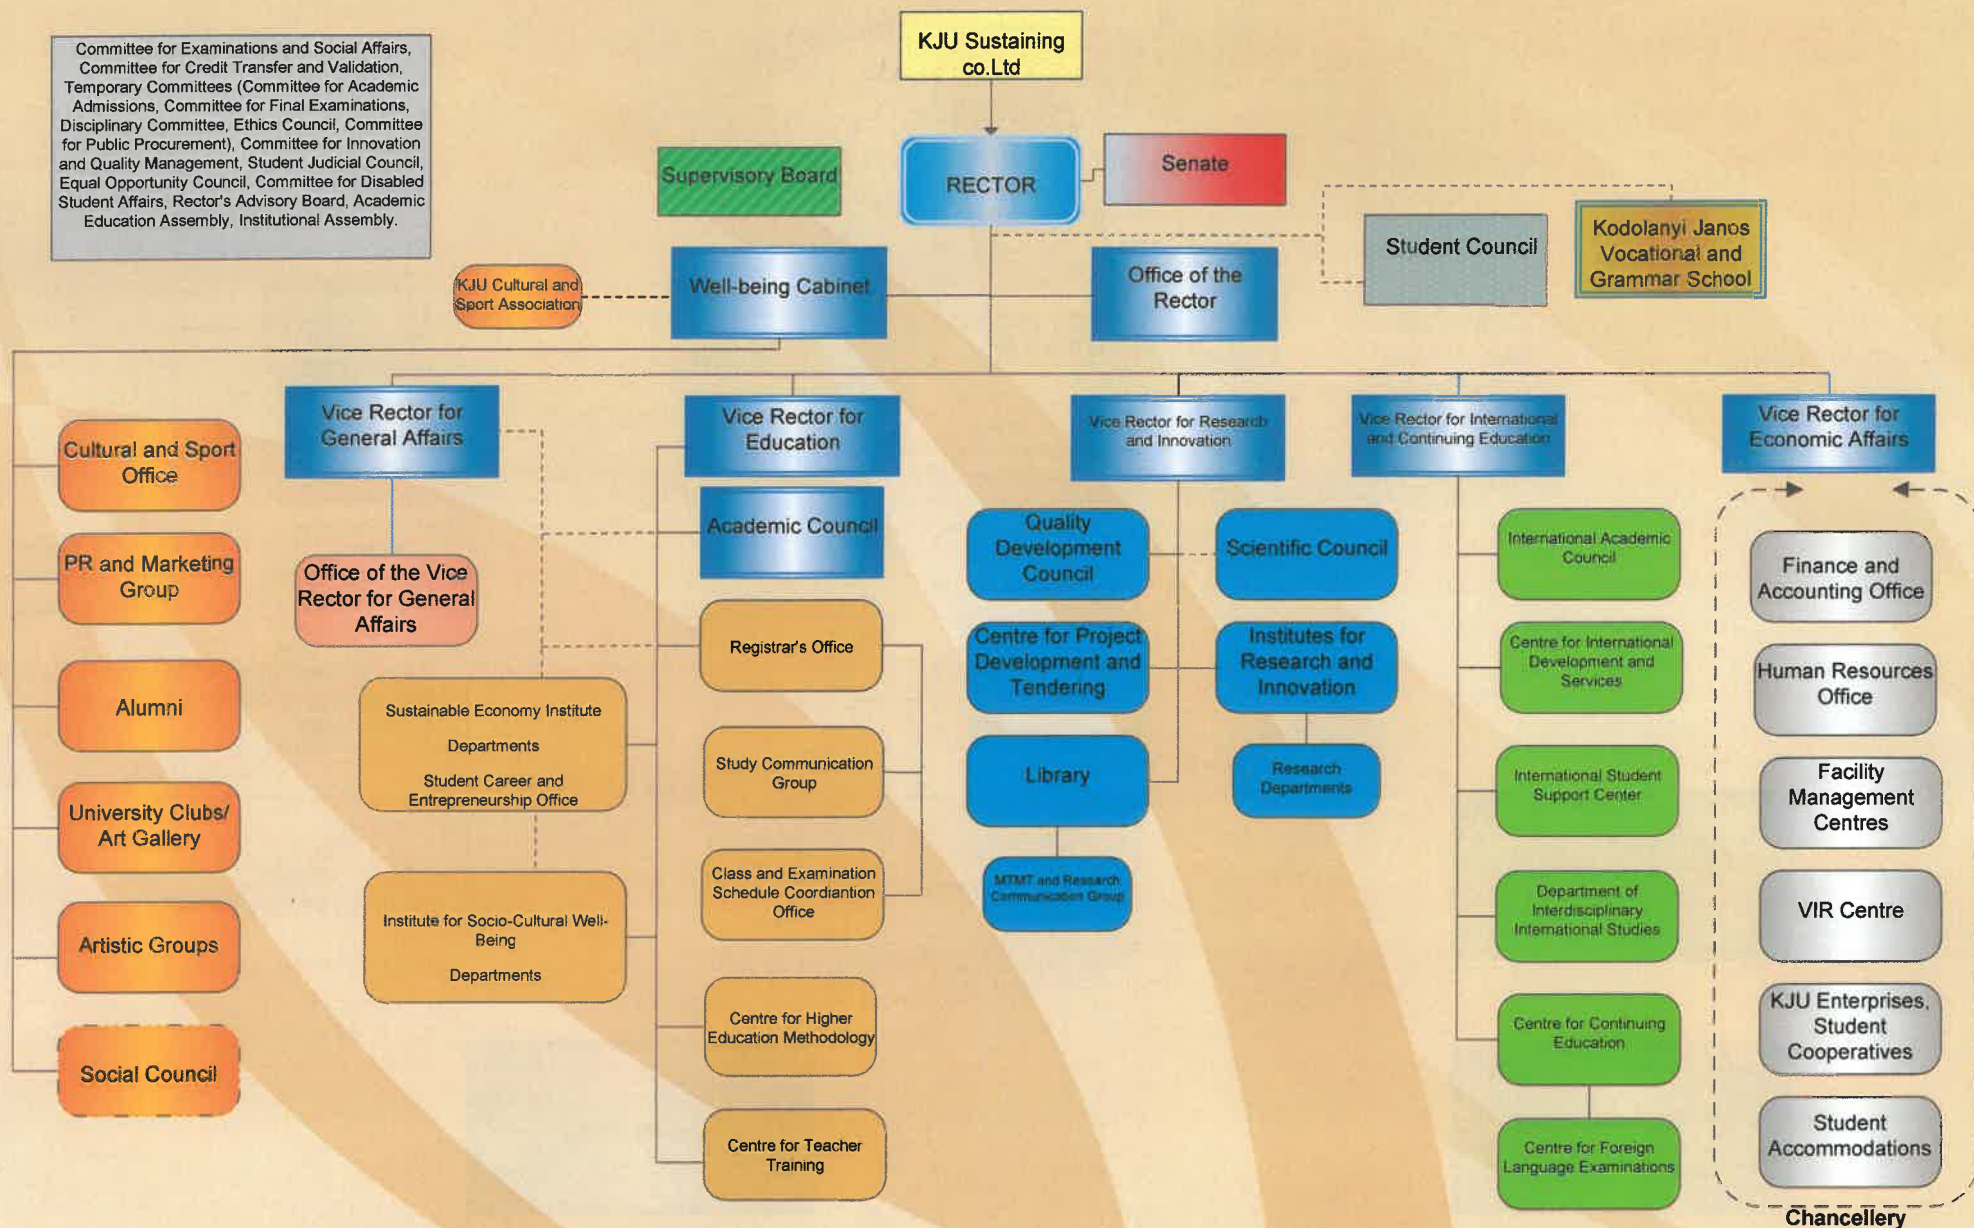 Committee for Examinations and Social Affairs,
Committee for Credit Transfer and Validation,
Temporary Committees (Committee for Academic
Admissions, Committee for Final Examinations,
Disciplinary Committee, Ethics Council, Committee
for Public Procurement), Committee for Innovation
and Quality Management, Student Judicial Council,
Equal Opportunity Council, Committee for Disabled
Student Affairs, Rector's Advisory Board, Academic
Education Assembly, Institutional Assembly.
KJU Sustaining
co.Ltd
Supervisory Board
RECTOR
Senate
Student Council
Kodolanyi Janos
Vocational and
Grammar School
KJU Cultural and
Sport Association
Well-being Cabinet
Office of the
Rector
Vice Rector for
General Affairs
Vice Rector for
Education
Vice Rector for Research
and Innovation
Vice Rector for International
and Continuing Education
Vice Rector for
Economic Affairs
Cultural and Sport
Office
PR and Marketing
Group
Alumni
University Clubs/
Art Gallery
Artistic Groups
Social Council
Office of the Vice
Rector for General
Affairs
Sustainable Economy Institute
Departments
Student Career and
Entrepreneurship Office
Institute for Socio-Cultural Well-
Being
Departments
Academic Council
Registrar's Office
Study Communication
Group
Class and Examination
Schedule Coordiantion
Office
Centre for Higher
Education Methodology
Centre for Teacher
Training
Quality
Development
Council
Scientific Council
Centre for Project
Development and
Tendering
Institutes for
Research and
Innovation
Library
Research
Departments
MTMT and Research
Communication Group
International Academic
Council
Centre for International
Development and
Services
International Student
Support Center
Department of
Interdisciplinary
International Studies
Centre for Continuing
Education
Centre for Foreign
Language Examinations
Finance and
Accounting Office
Human Resources
Office
Facility
Management
Centres
VIR Centre
KJU Enterprises,
Student
Cooperatives
Student
Accommodations
Chancellery